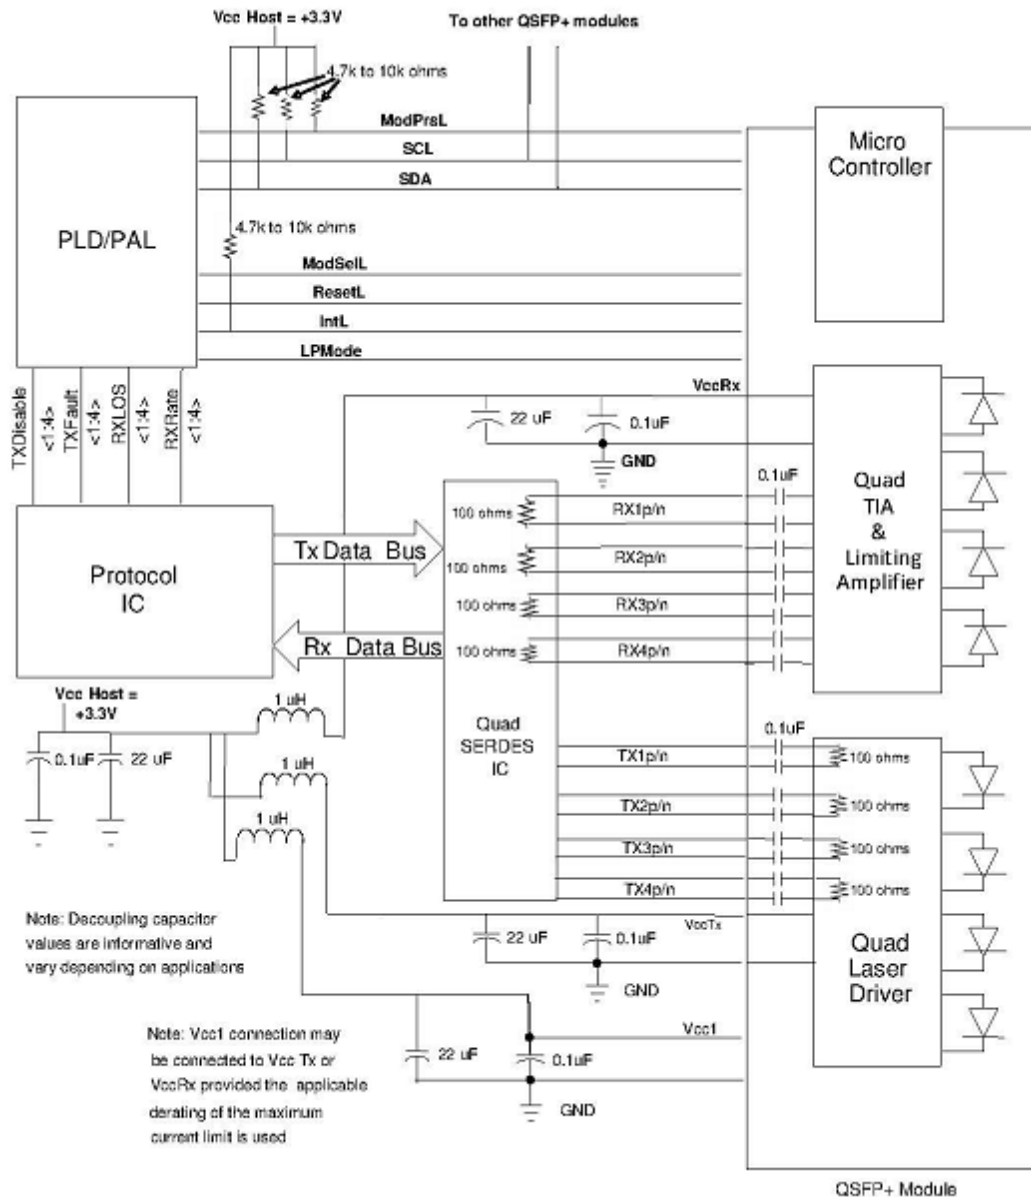 Vcc Host = +3.3V
To other QSFP+ modules
4.7k to 10k ohms
ModPrsL
SCL
SDA
PLD/PAL
4.7k to 10k ohms
ModSelL
ResetL
IntL
LPMode
Micro
Controller
TXDisable
<1:4>
TXFault
<1:4>
RXLOS
<1:4>
RXRate
<1:4>
VccRx
22 uF
0.1uF
GND
0.1uF
Quad
TIA
&
Limiting
Amplifier
100 ohms
RX1p/n
100 ohms
RX2p/n
100 ohms
RX3p/n
100 ohms
RX4p/n
Tx Data Bus
Rx Data Bus
Protocol
IC
Vcc Host =
+3.3V
0.1uF
22 uF
1 uH
1 uH
1 uH
Quad
SERDES
IC
0.1uF
TX1p/n
100 ohms
TX2p/n
100 ohms
TX3p/n
100 ohms
TX4p/n
100 ohms
VccTx
22 uF
0.1uF
GND
Quad
Laser
Driver
Note: Decoupling capacitor
values are informative and
vary depending on applications
Vcc1
22 uF
0.1uF
GND
Note: Vcc1 connection may
be connected to Vcc Tx or
VccRx provided the applicable
derating of the maximum
current limit is used
QSFP+ Module